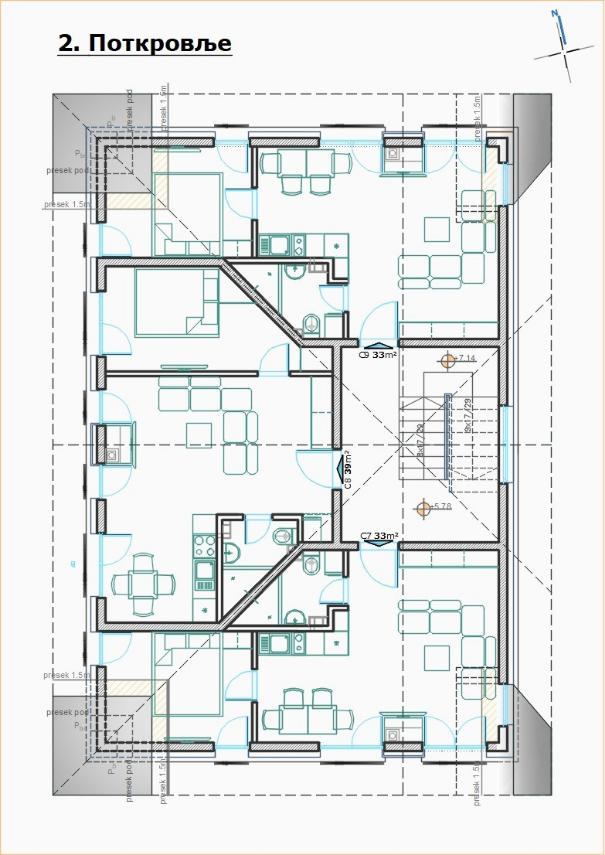 N
2. Поткровље
presek pod
presek 1.5m
presek 1.5m
presek pod
presek 1.5m
C9 33m²
+7.14
8x17/29
8x17/29
C8 39m²
+5.78
C7 33m²
presek 1.5m
presek pod
presek pod
presek 1.5m
presek 1.5m